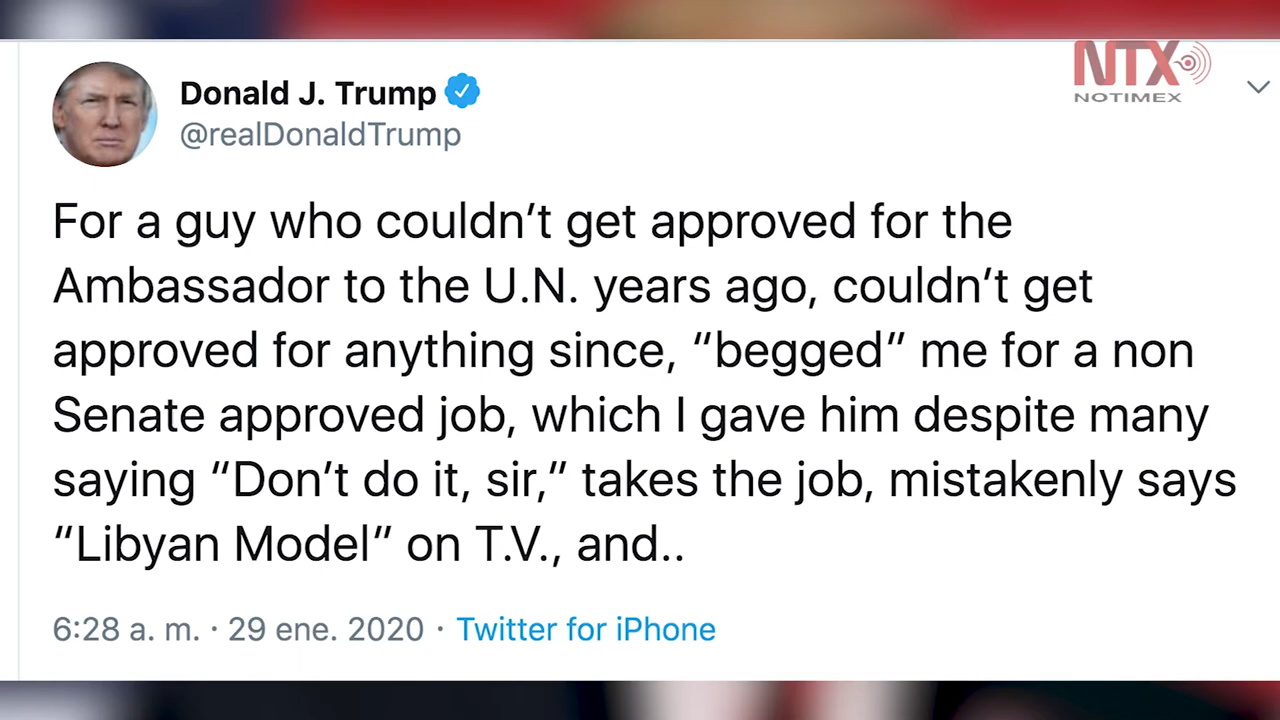 NTX
NOTIMEX
Donald J. Trump
@realDonaldTrump
For a guy who couldn’t get approved for the
Ambassador to the U.N. years ago, couldn’t get
approved for anything since, “begged” me for a non
Senate approved job, which I gave him despite many
saying “Don’t do it, sir,” takes the job, mistakenly says
“Libyan Model” on T.V., and..
6:28 a. m. · 29 ene. 2020 · Twitter for iPhone